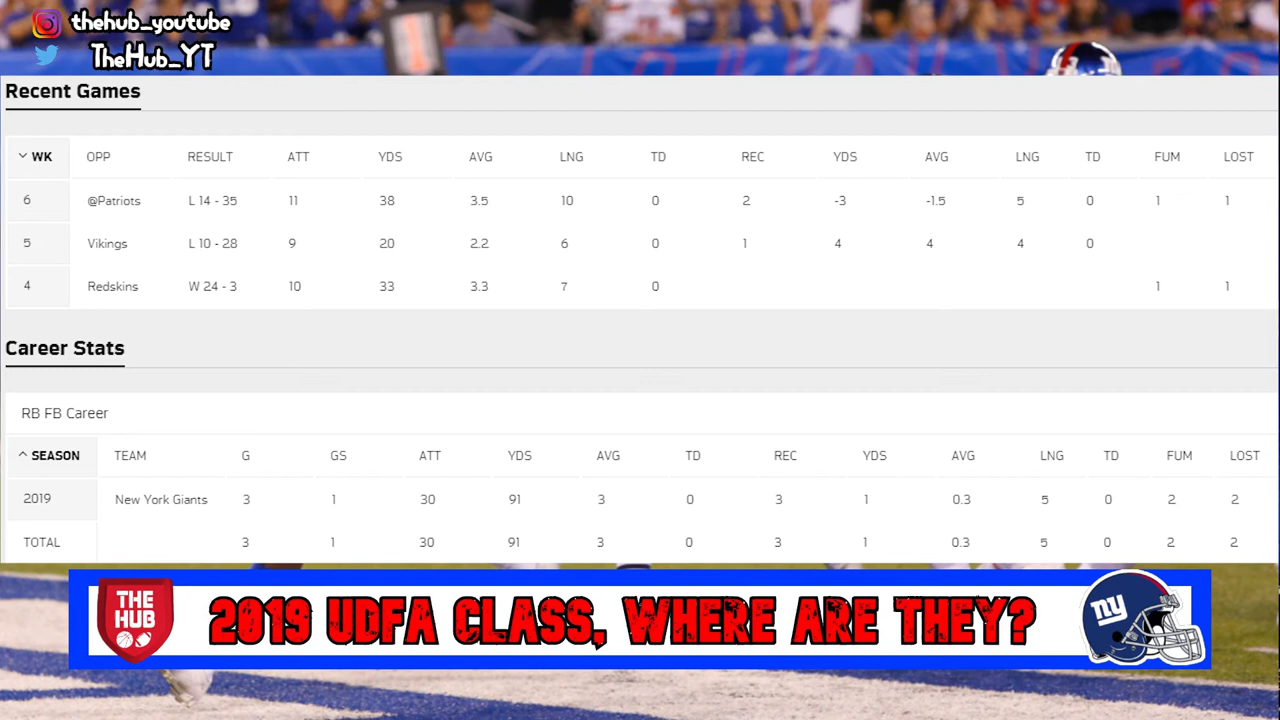 thehub_youtube
TheHub_YT
Recent Games
WK OPP RESULT ATT YDS AVG LNG TD REC YDS AVG LNG TD FUM LOST
6 @Patriots L 14 - 35 11 38 3.5 10 0 2 -3 -1.5 5 0 1 1
5 Vikings L 10 - 28 9 20 2.2 6 0 1 4 4 4 0
4 Redskins W 24 - 3 10 33 3.3 7 0 1 1
Career Stats
RB FB Career
SEASON TEAM G GS ATT YDS AVG TD REC YDS AVG LNG TD FUM LOST
2019 New York Giants 3 1 30 91 3 0 3 1 0.3 5 0 2 2
TOTAL 3 1 30 91 3 0 3 1 0.3 5 0 2 2
THE
HUB
2019 UDFA CLASS, WHERE ARE THEY?
ny